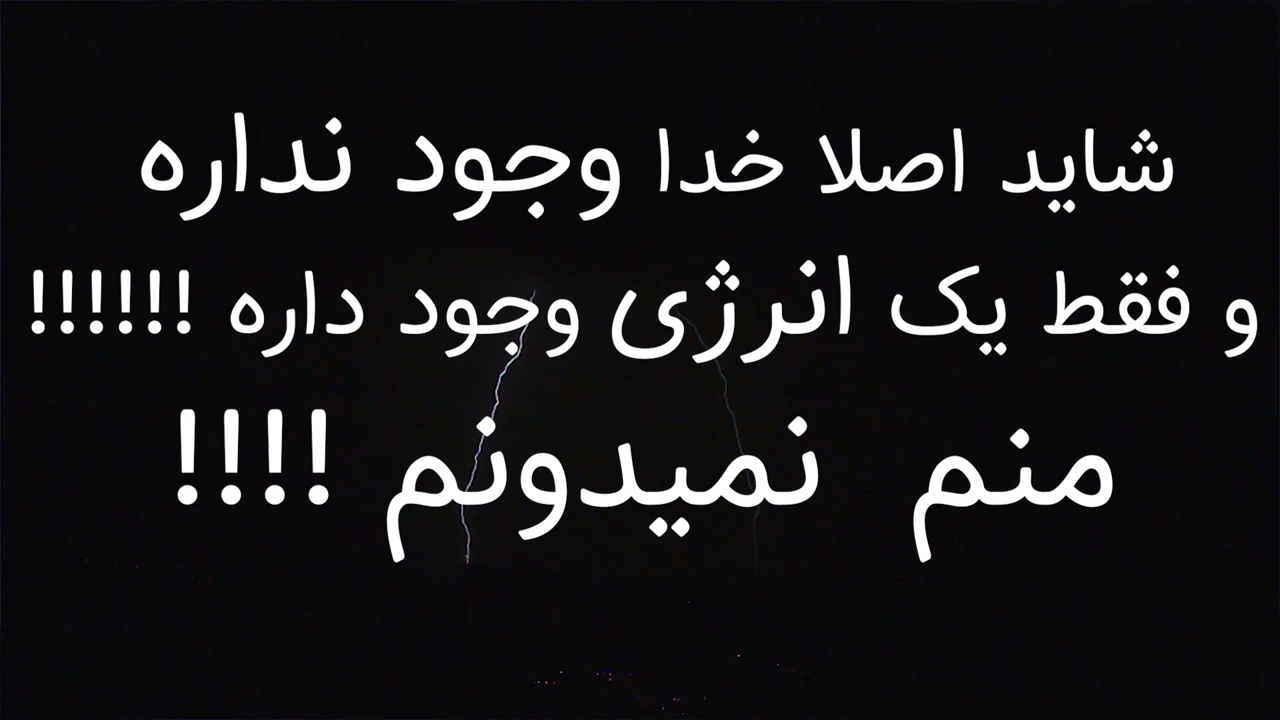 شاید اصلا خدا وجود نداره
و فقط یک انرژی وجود داره !!!!!!
منم نمیدونم !!!!